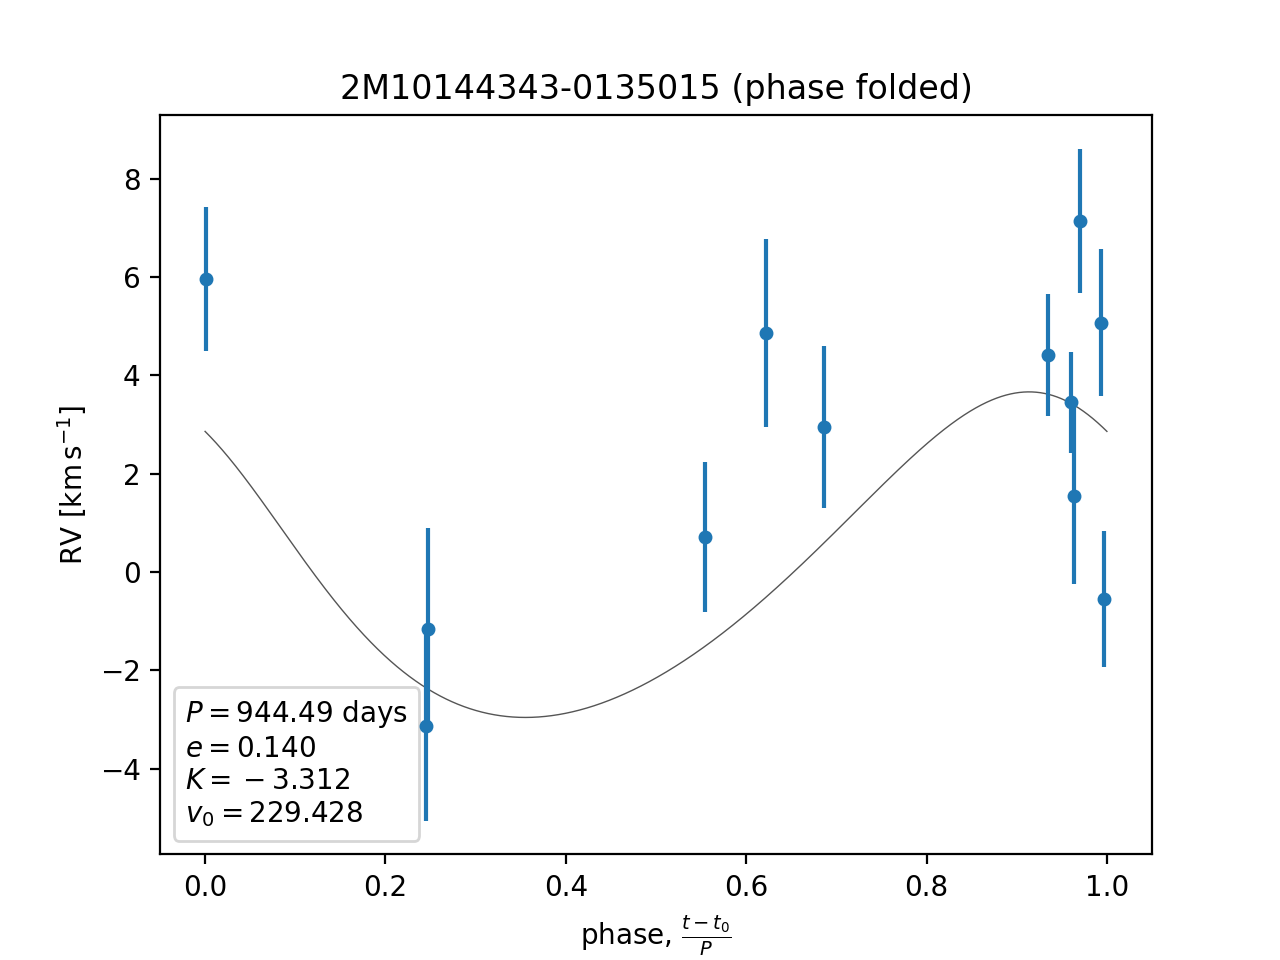 2M10144343-0135015 (phase folded)
RV [km s⁻¹]
8
6
4
2
0
−2
−4
P = 944.49 days
e = 0.140
K = −3.312
v₀ = 229.428
0.0 0.2 0.4 0.6 0.8 1.0
phase, (t − t₀)/P